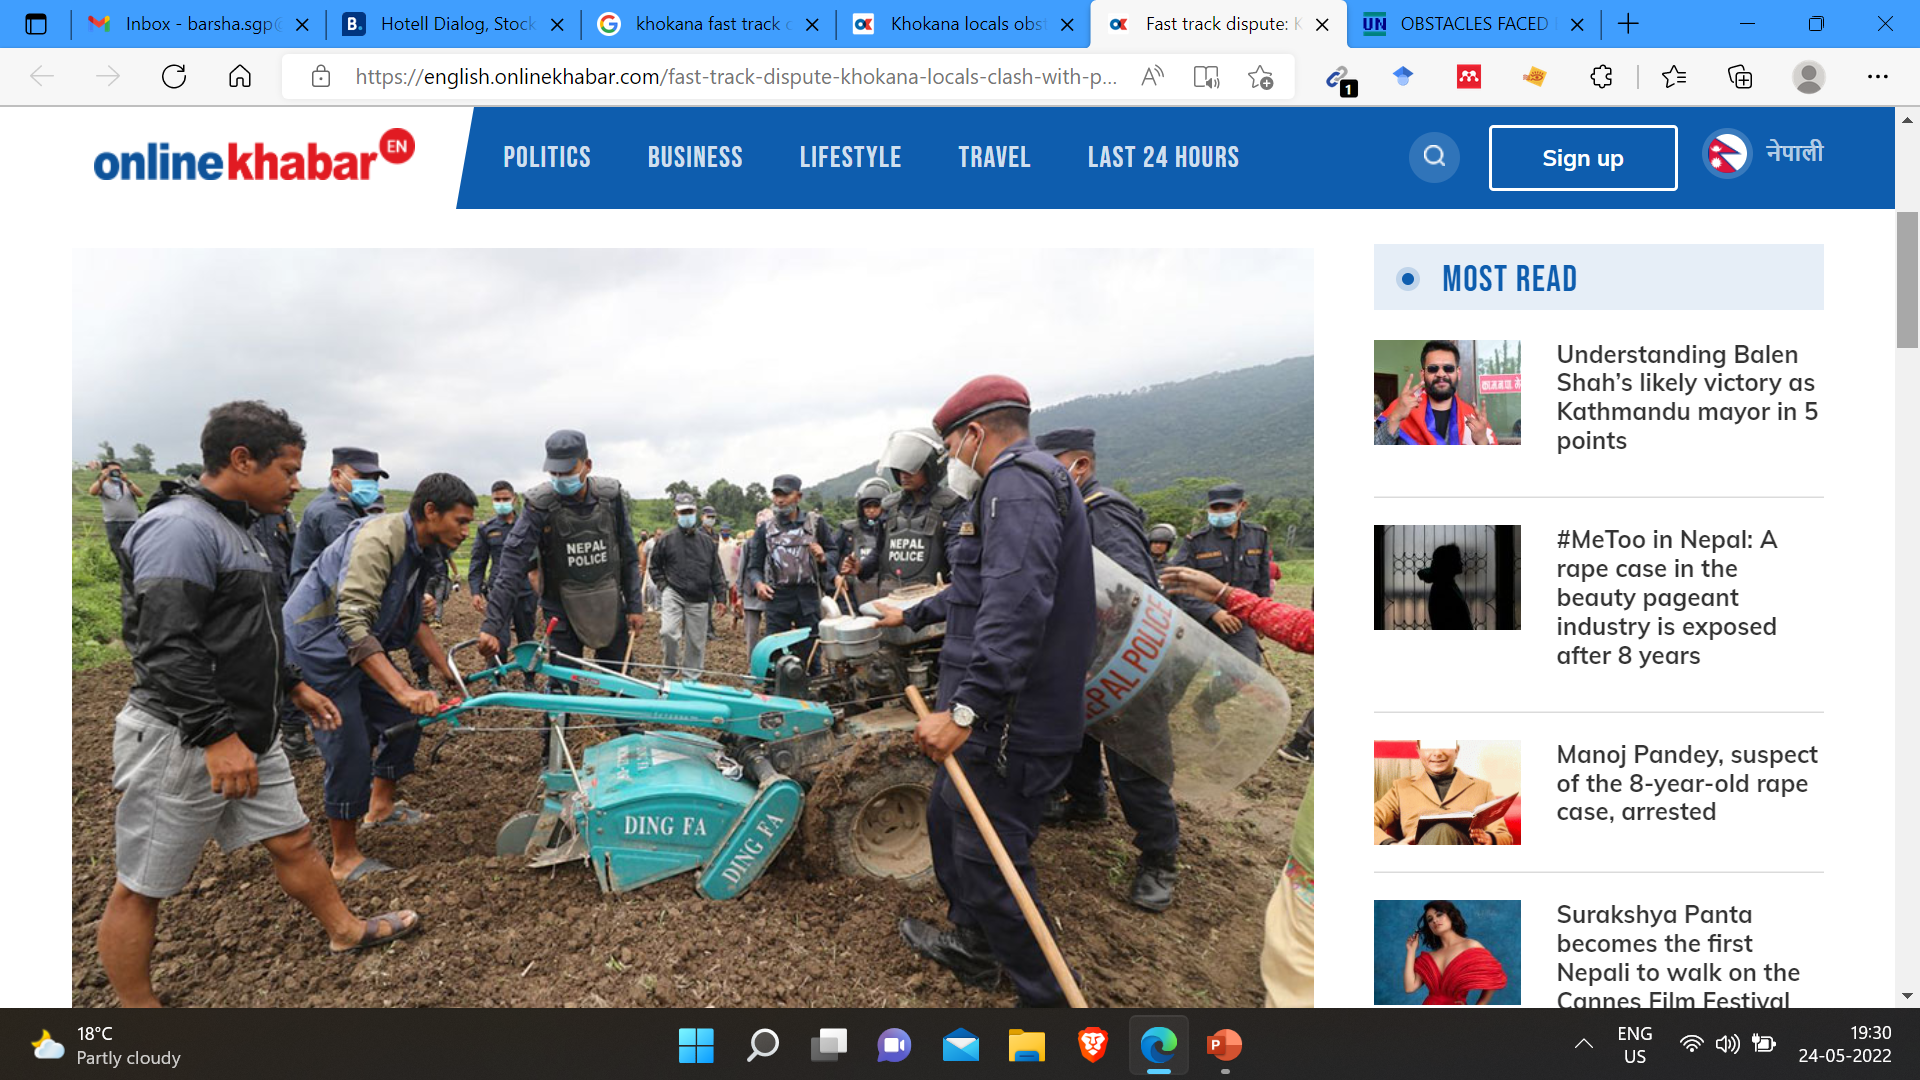 Inbox - barsha.sgp@
Hotell Dialog, Stock
khokana fast track
Khokana locals obst
Fast track dispute: K
UN OBSTACLES FACED
https://english.onlinekhabar.com/fast-track-dispute-khokana-locals-clash-with-p...
1
onlinekhabar EN
POLITICS
BUSINESS
LIFESTYLE
TRAVEL
LAST 24 HOURS
Sign up
नेपाली
NEPAL
POLICE
NEPAL
POLICE
NEPAL POLICE
DING FA
DING FA
MOST READ
Understanding Balen
Shah's likely victory as
Kathmandu mayor in 5
points
#MeToo in Nepal: A
rape case in the
beauty pageant
industry is exposed
after 8 years
Manoj Pandey, suspect
of the 8-year-old rape
case, arrested
Surakshya Panta
becomes the first
Nepali to walk on the
Cannes Film Festival
18°C
Partly cloudy
ENG
US
19:30
24-05-2022